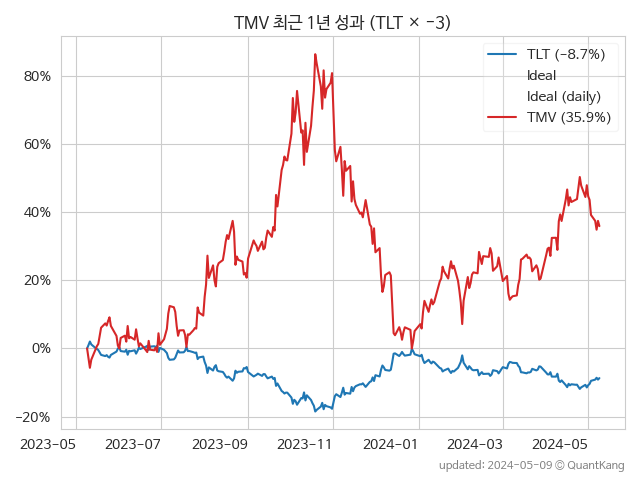 TMV 최근 1년 성과 (TLT × −3)
TLT (−8.7%)
Ideal
Ideal (daily)
TMV (35.9%)
80%
60%
40%
20%
0%
−20%
2023-05 2023-07 2023-09 2023-11 2024-01 2024-03 2024-05
updated: 2024-05-09 © QuantKang